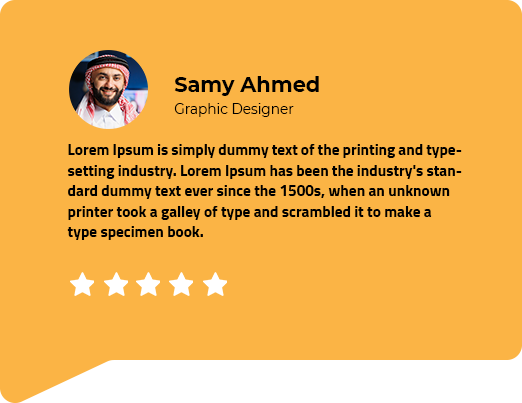 Samy Ahmed
Graphic Designer
Lorem Ipsum is simply dummy text of the printing and type-
setting industry. Lorem Ipsum has been the industry's stan-
dard dummy text ever since the 1500s, when an unknown
printer took a galley of type and scrambled it to make a
type specimen book.